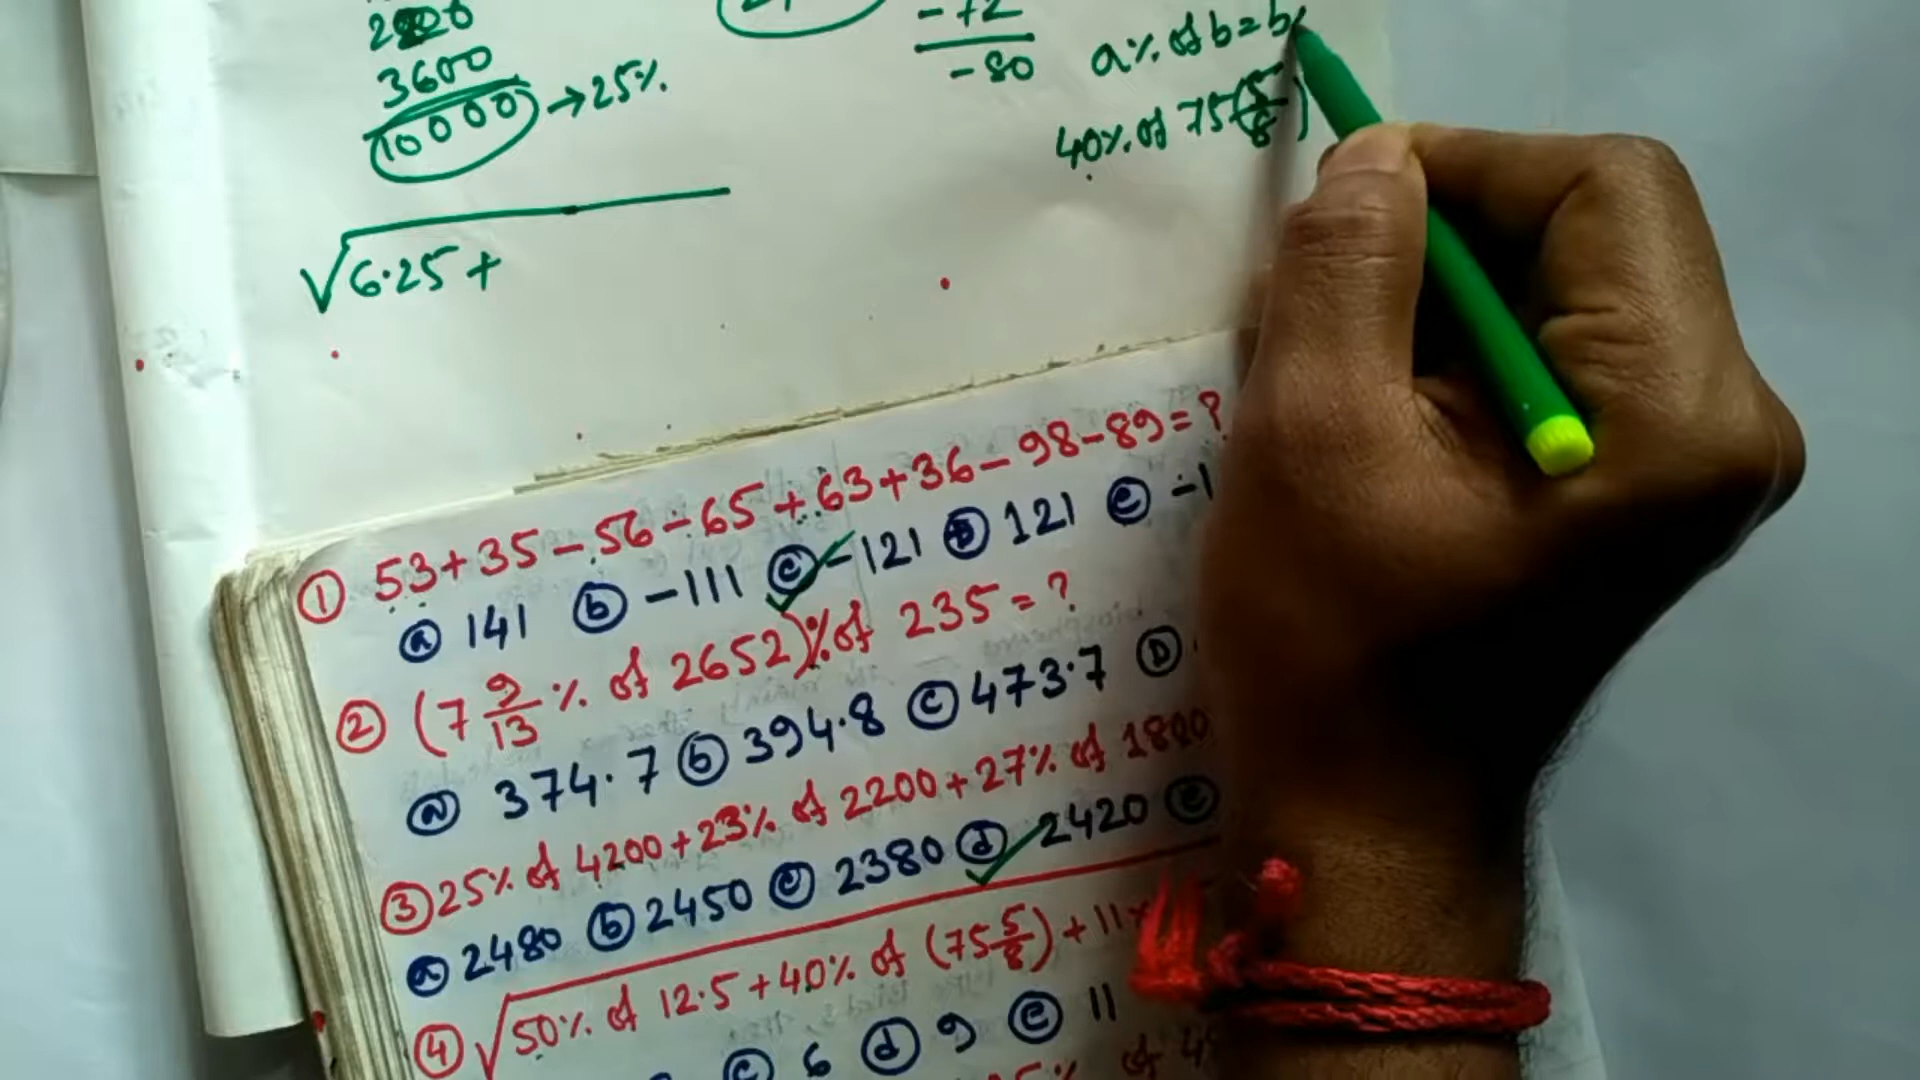 3600
10000 → 25%
-72
-80
a% of b = b
40% of 75(5/8)
√6.25 +
① 53+35-56-65+63+36-98-89=?
ⓐ 141 ⓑ -111 ⓒ -121 ⓓ 121 ⓔ -1
② (7 9/13 % of 2652)% of 235 = ?
ⓐ 374.7 ⓑ 394.8 ⓒ 473.7 ⓓ
③ 25% of 4200 + 23% of 2200 + 27% of 1800
ⓐ 2480 ⓑ 2450 ⓒ 2380 ⓓ 2420 ⓔ
④ √50% of 12.5 + 40% of (75 5/8) + 11
ⓒ 6 ⓓ 9 ⓔ 11
% of 4